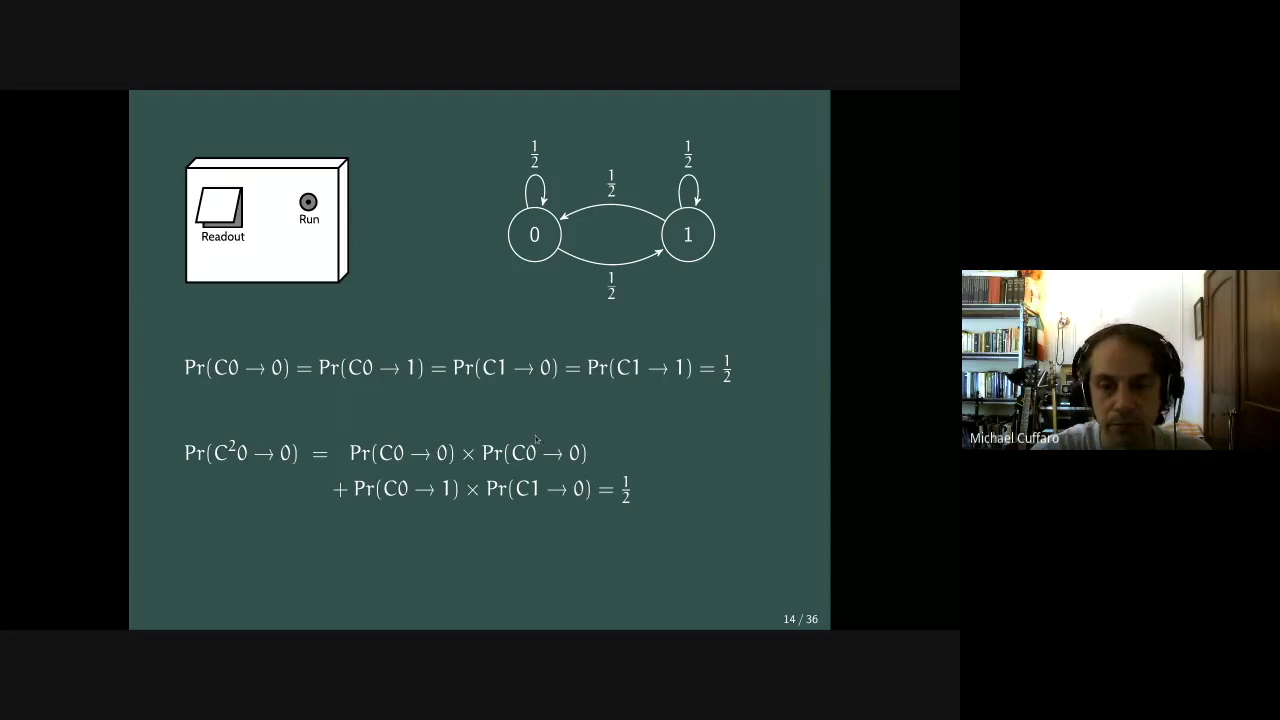 1/2 1/2
1/2
0 1
1/2
Readout Run
Pr(C0 → 0) = Pr(C0 → 1) = Pr(C1 → 0) = Pr(C1 → 1) = 1/2
Pr(C²0 → 0) = Pr(C0 → 0) × Pr(C0 → 0)
+ Pr(C0 → 1) × Pr(C1 → 0) = 1/2
14 / 36
Michael Cuffaro